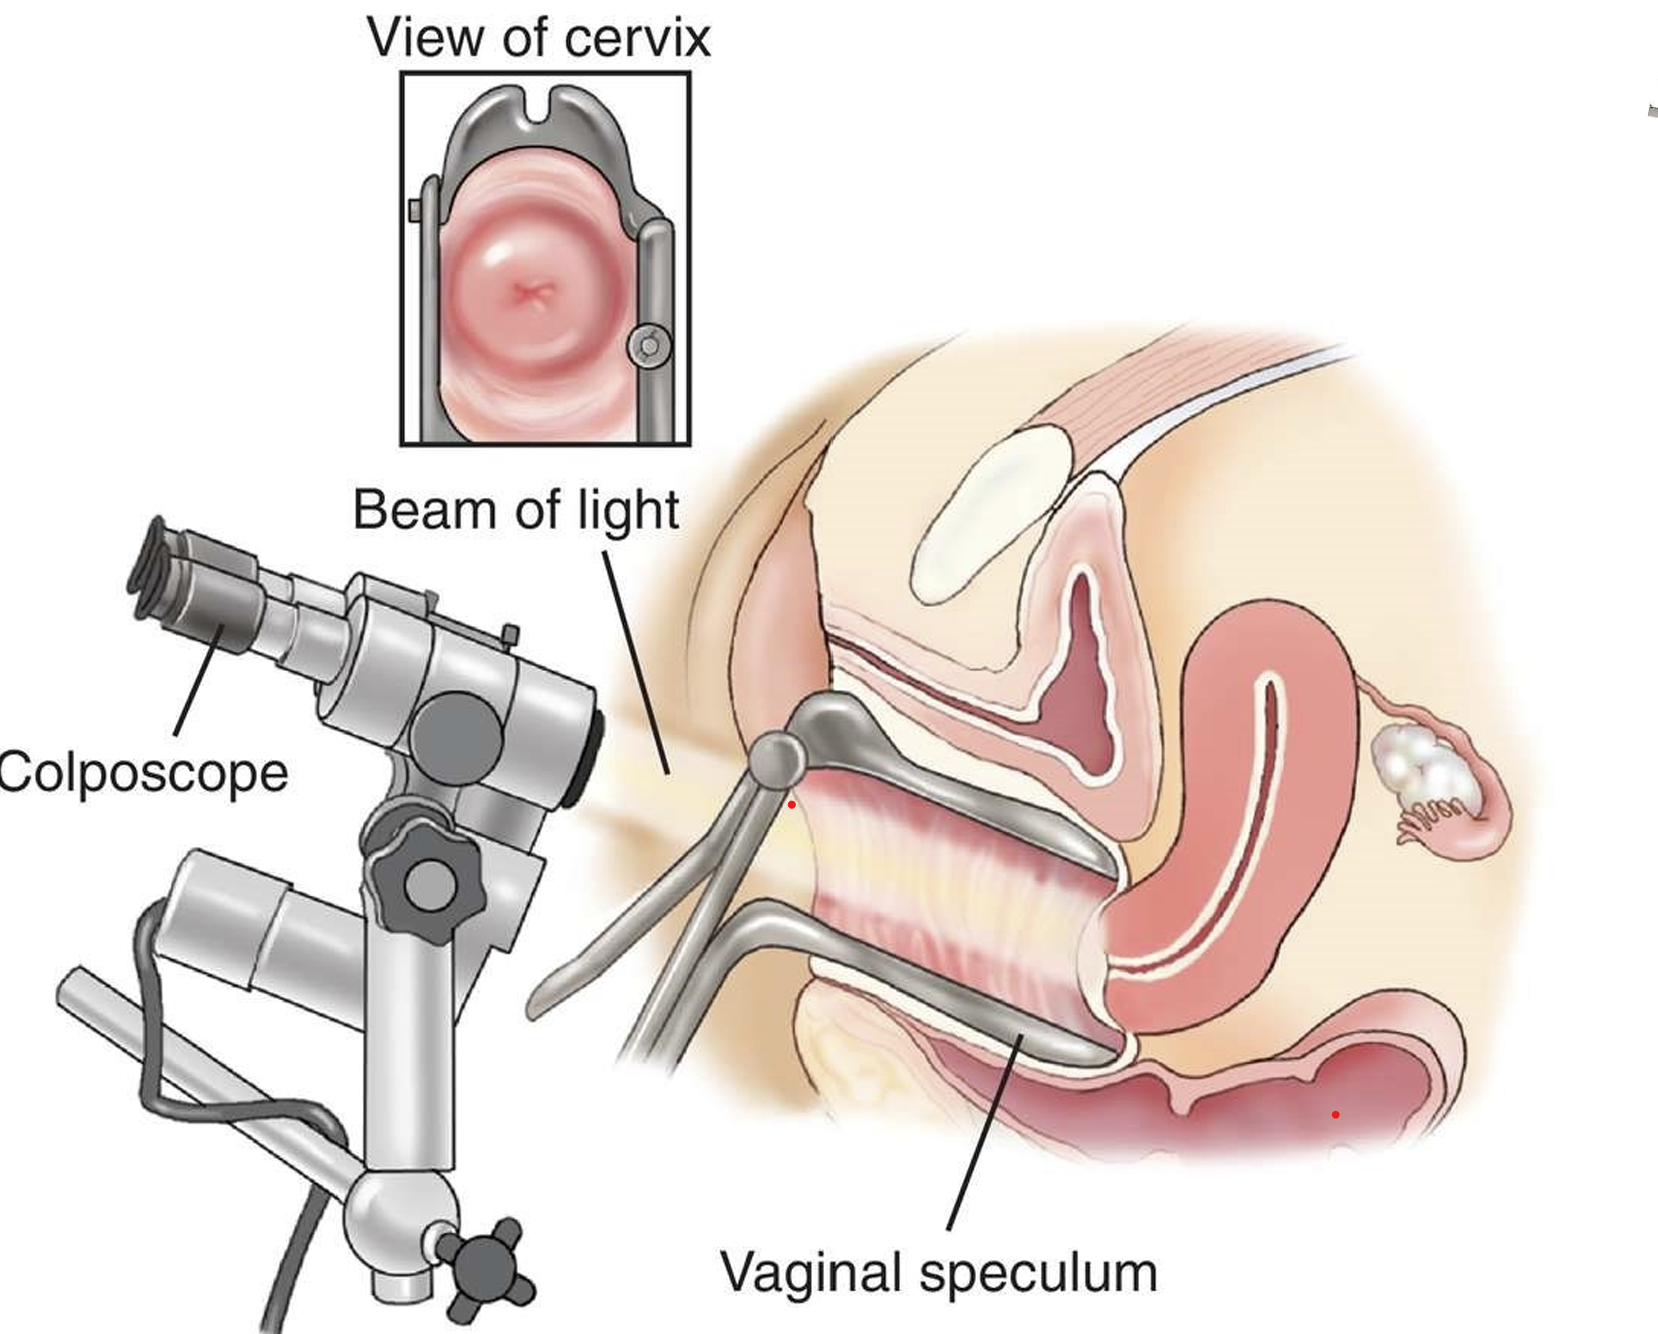 View of cervix
Beam of light
Colposcope
Vaginal speculum